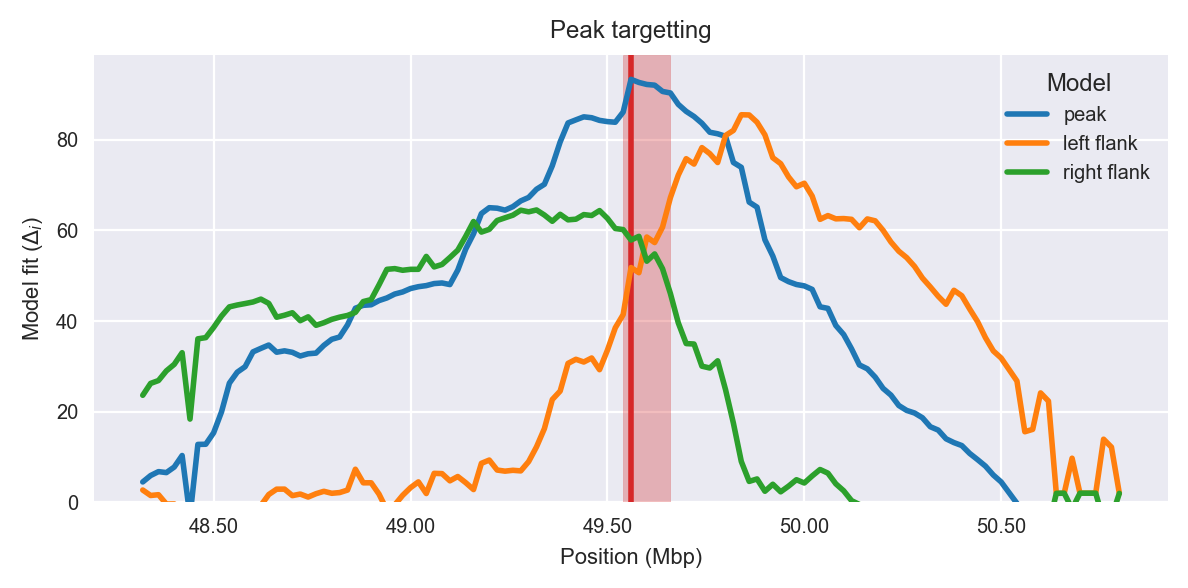 Peak targetting
Model fit (Δi)
80
60
40
20
0
Model
peak
left flank
right flank
48.50
49.00
49.50
50.00
50.50
Position (Mbp)